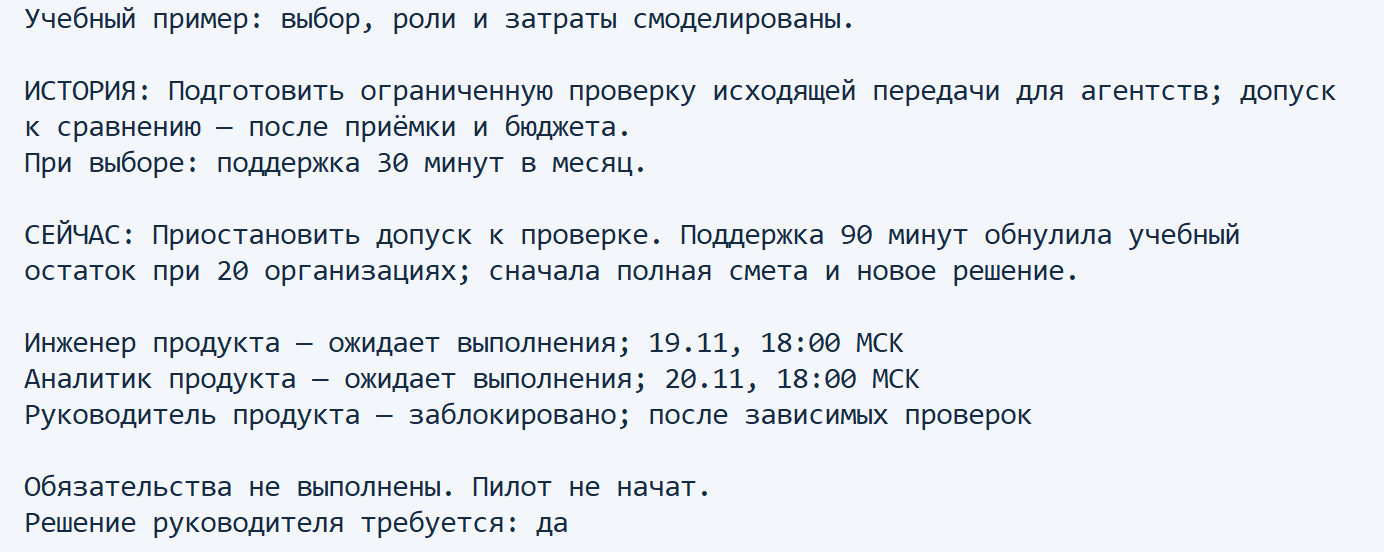 Учебный пример: выбор, роли и затраты смоделированы.
ИСТОРИЯ: Подготовить ограниченную проверку исходящей передачи для агентств; допуск
к сравнению — после приёмки и бюджета.
При выборе: поддержка 30 минут в месяц.
СЕЙЧАС: Приостановить допуск к проверке. Поддержка 90 минут обнулила учебный
остаток при 20 организациях; сначала полная смета и новое решение.
Инженер продукта — ожидает выполнения; 19.11, 18:00 МСК
Аналитик продукта — ожидает выполнения; 20.11, 18:00 МСК
Руководитель продукта — заблокировано; после зависимых проверок
Обязательства не выполнены. Пилот не начат.
Решение руководителя требуется: да